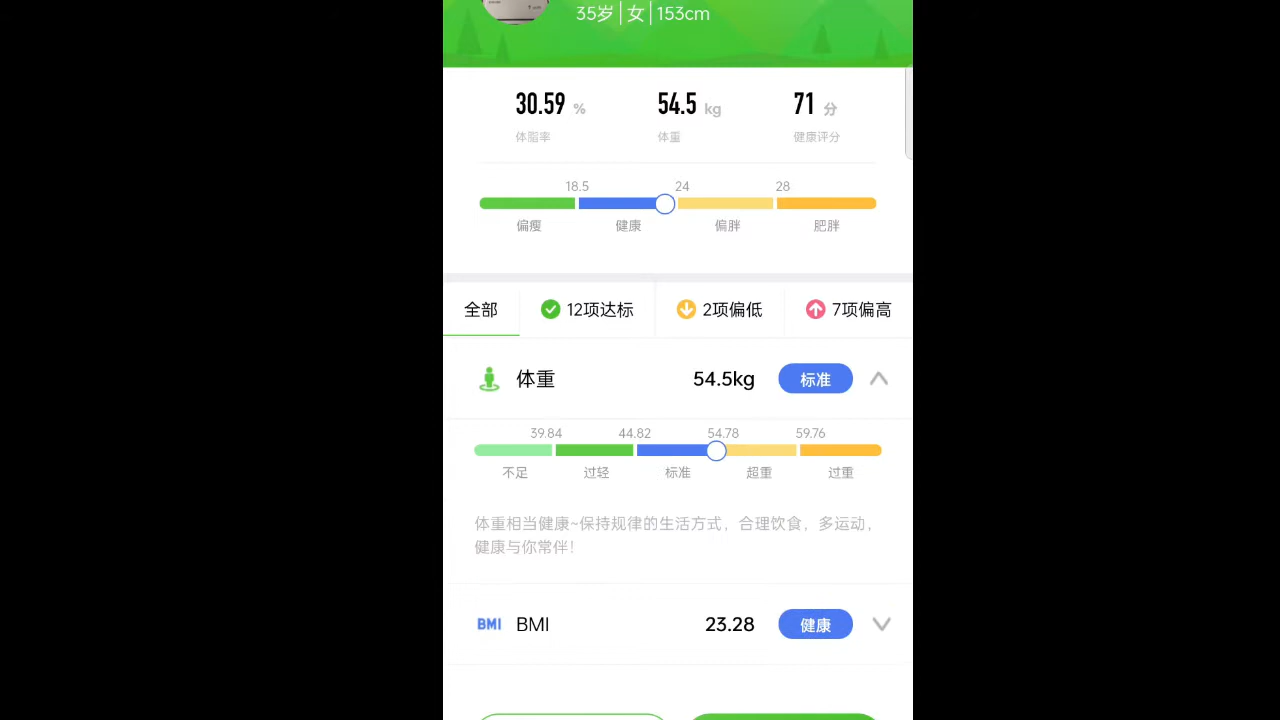 35岁│女│153cm
30.59 % 54.5 kg 71 分
体脂率 体重 健康评分
18.5 24 28
偏瘦 健康 偏胖 肥胖
全部 12项达标 2项偏低 7项偏高
体重 54.5kg 标准
39.84 44.82 54.78 59.76
不足 过轻 标准 超重 过重
体重相当健康~保持规律的生活方式，合理饮食，多运动，
健康与你常伴！
BMI BMI 23.28 健康